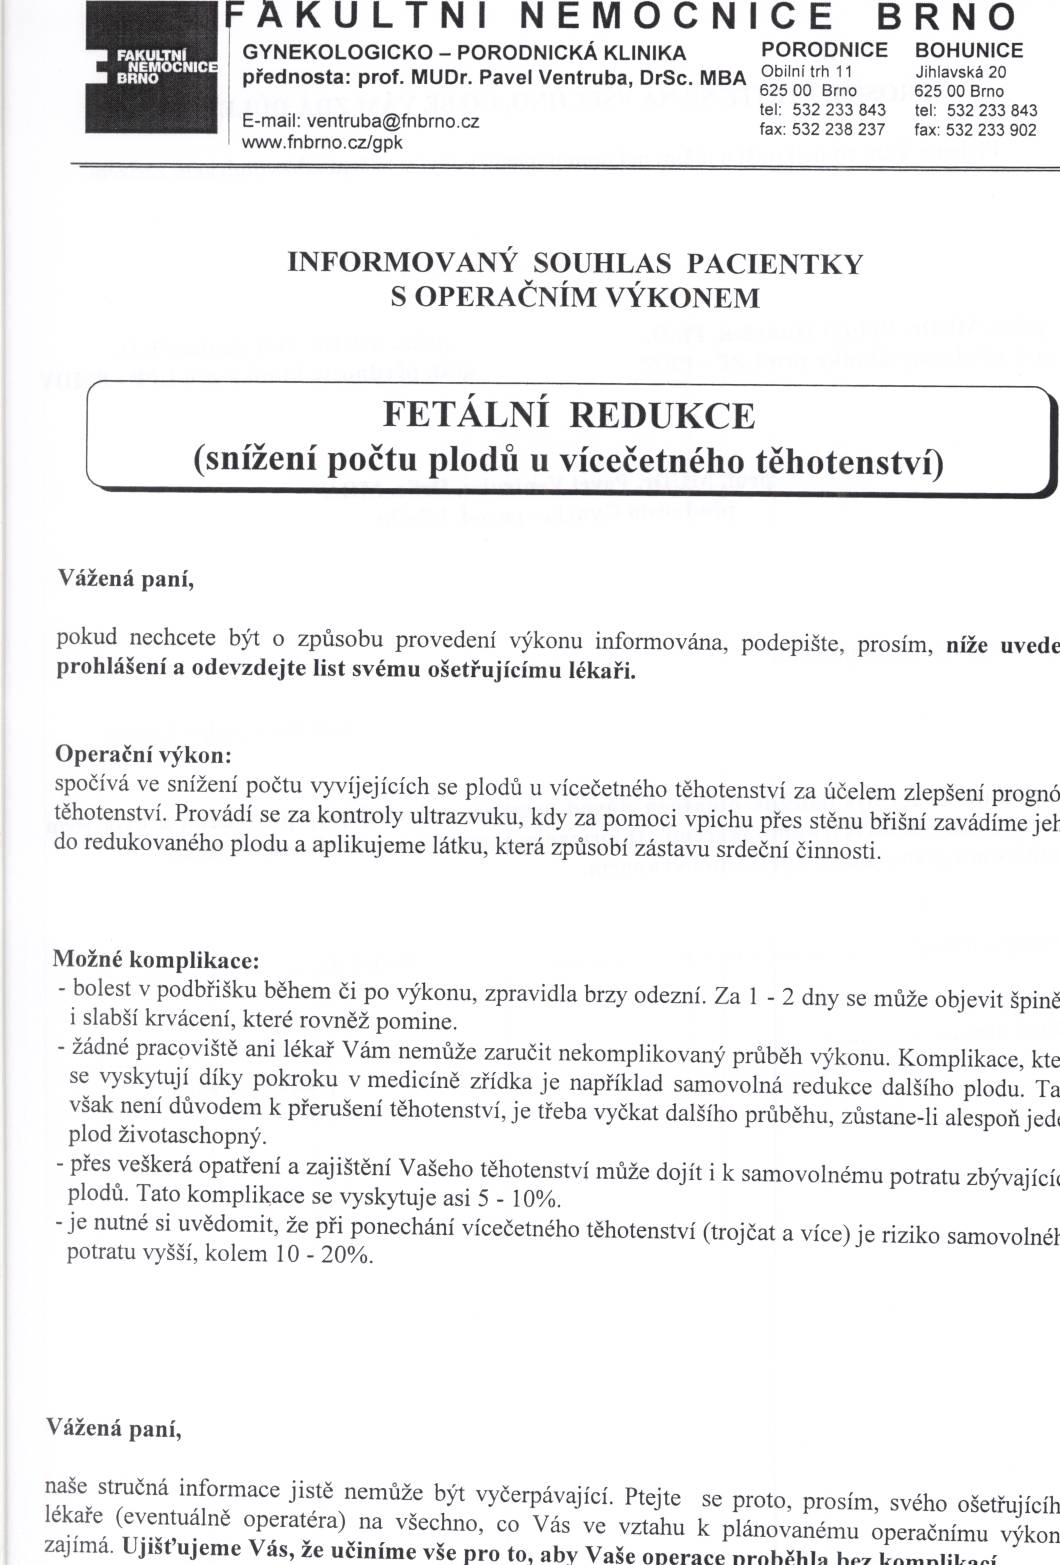 FAKULTNÍ NEMOCNICE BRNO
FAKULTNÍ
NEMOCNICE
BRNO
GYNEKOLOGICKO – PORODNICKÁ KLINIKA
přednosta: prof. MUDr. Pavel Ventruba, DrSc. MBA
E-mail: ventruba@fnbrno.cz
www.fnbrno.cz/gpk
PORODNICE
Obilní trh 11
625 00 Brno
tel: 532 233 843
fax: 532 238 237
BOHUNICE
Jihlavská 20
625 00 Brno
tel: 532 233 843
fax: 532 233 902
INFORMOVANÝ SOUHLAS PACIENTKY
S OPERAČNÍM VÝKONEM
FETÁLNÍ REDUKCE
(snížení počtu plodů u vícečetného těhotenství)
Vážená paní,
pokud nechcete být o způsobu provedení výkonu informována, podepište, prosím, níže uvede
prohlášení a odevzdejte list svému ošetřujícímu lékaři.
Operační výkon:
spočívá ve snížení počtu vyvíjejících se plodů u vícečetného těhotenství za účelem zlepšení prognó
těhotenství. Provádí se za kontroly ultrazvuku, kdy za pomoci vpichu přes stěnu břišní zavádíme jeh
do redukovaného plodu a aplikujeme látku, která způsobí zástavu srdeční činnosti.
Možné komplikace:
- bolest v podbřišku během či po výkonu, zpravidla brzy odezní. Za 1 - 2 dny se může objevit špině
i slabší krvácení, které rovněž pomine.
- žádné pracoviště ani lékař Vám nemůže zaručit nekomplikovaný průběh výkonu. Komplikace, kte
se vyskytují díky pokroku v medicíně zřídka je například samovolná redukce dalšího plodu. Ta
však není důvodem k přerušení těhotenství, je třeba vyčkat dalšího průběhu, zůstane-li alespoň jede
plod životaschopný.
- přes veškerá opatření a zajištění Vašeho těhotenství může dojít i k samovolnému potratu zbývajícíc
plodů. Tato komplikace se vyskytuje asi 5 - 10%.
- je nutné si uvědomit, že při ponechání vícečetného těhotenství (trojčat a více) je riziko samovolnéh
potratu vyšší, kolem 10 - 20%.
Vážená paní,
naše stručná informace jistě nemůže být vyčerpávající. Ptejte se proto, prosím, svého ošetřujícíh
lékaře (eventuálně operatéra) na všechno, co Vás ve vztahu k plánovanému operačnímu výkon
zajímá. Ujišťujeme Vás, že učiníme vše pro to, aby Vaše operace proběhla bez komplikací